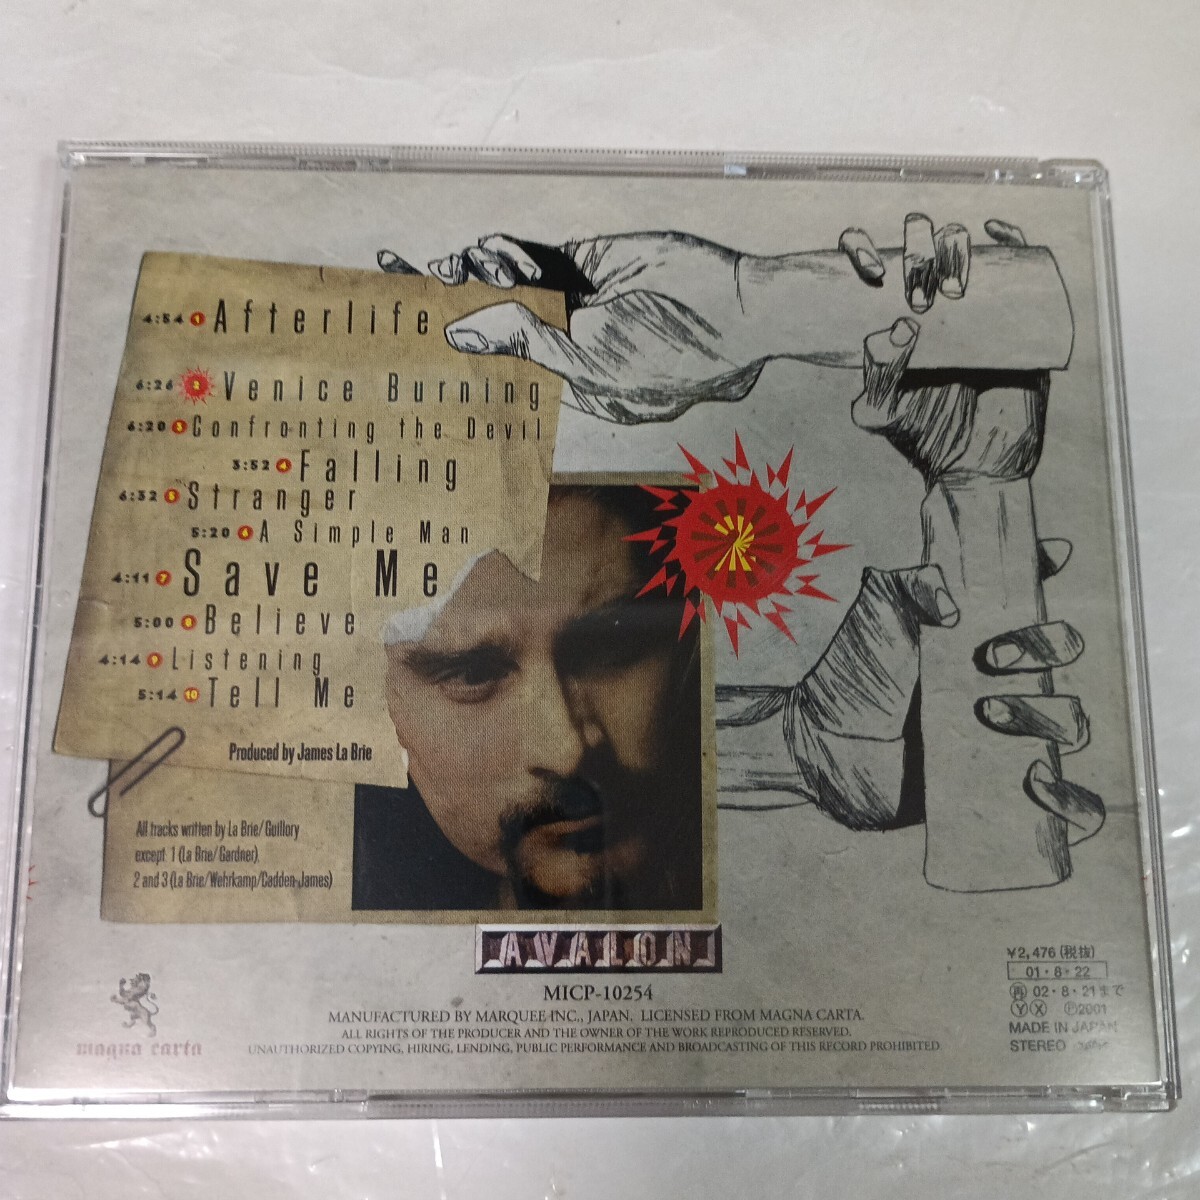 4:54 1 Afterlife
6:26 2 Venice Burning
6:20 3 Confronting the Devil
3:52 4 Falling
6:32 5 Stranger
5:20 6 A Simple Man
4:11 7 Save Me
5:00 8 Believe
4:14 9 Listening
5:14 10 Tell Me
Produced by James La Brie
All tracks written by La Brie/Guillory
except 1 (La Brie/Gardner),
2 and 3 (La Brie/Wehrkamp/Cadden-James)
AVALON
MICP-10254
MANUFACTURED BY MARQUEE INC., JAPAN. LICENSED FROM MAGNA CARTA.
ALL RIGHTS OF THE PRODUCER AND THE OWNER OF THE WORK REPRODUCED RESERVED.
UNAUTHORIZED COPYING, HIRING, LENDING, PUBLIC PERFORMANCE AND BROADCASTING OF THIS RECORD PROHIBITED.
magna carta
¥2,476 (税抜)
01・8・22
再 02・8・21まで
Ⓨ Ⓧ Ⓟ2001
MADE IN JAPAN
STEREO